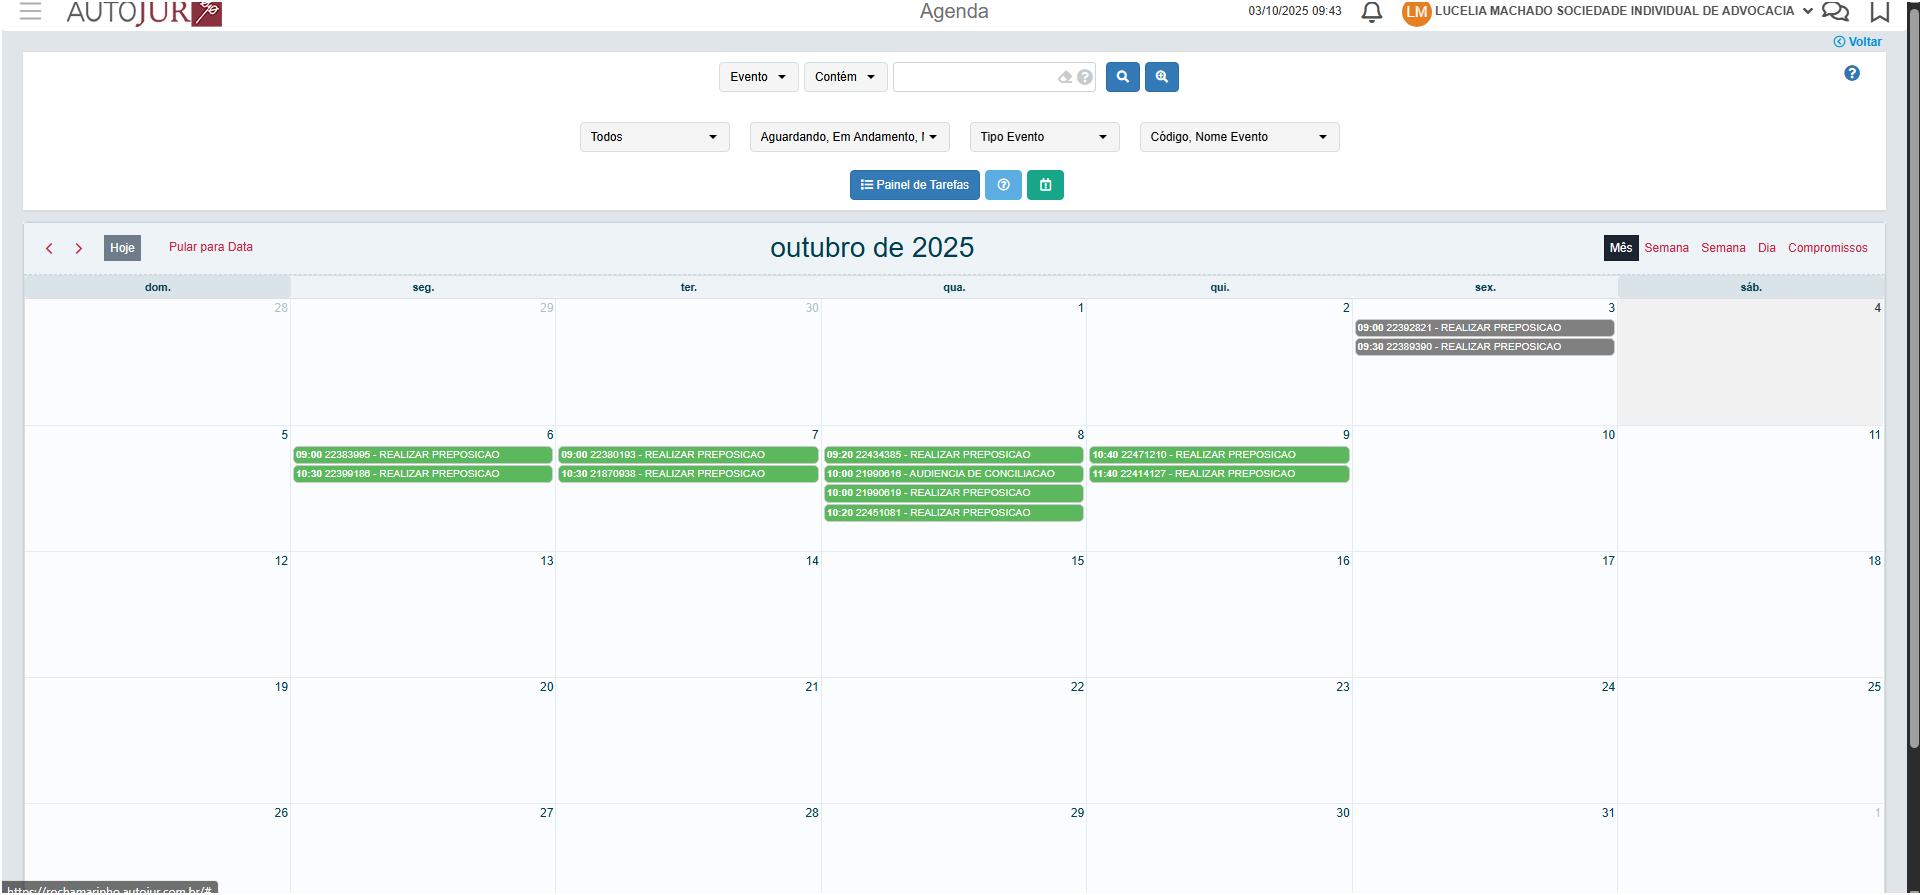 AUTOJUR
Agenda
03/10/2025 09:43
LM
LUCELIA MACHADO SOCIEDADE INDIVIDUAL DE ADVOCACIA
Voltar
Evento
Contém
Todos
Aguardando, Em Andamento,
Tipo Evento
Código, Nome Evento
Painel de Tarefas
Hoje
Pular para Data
outubro de 2025
Mês
Semana
Semana
Dia
Compromissos
dom.
seg.
ter.
qua.
qui.
sex.
sáb.
28
29
30
1
2
3
09:00 22392821 - REALIZAR PREPOSICAO
09:30 22389390 - REALIZAR PREPOSICAO
4
5
6
09:00 22383995 - REALIZAR PREPOSICAO
10:30 22399186 - REALIZAR PREPOSICAO
7
09:00 22380193 - REALIZAR PREPOSICAO
10:30 21870938 - REALIZAR PREPOSICAO
8
09:20 22434385 - REALIZAR PREPOSICAO
10:00 21990616 - AUDIENCIA DE CONCILIACAO
10:00 21990619 - REALIZAR PREPOSICAO
10:20 22451081 - REALIZAR PREPOSICAO
9
10:40 22471210 - REALIZAR PREPOSICAO
11:40 22414127 - REALIZAR PREPOSICAO
10
11
12
13
14
15
16
17
18
19
20
21
22
23
24
25
26
27
28
29
30
31
1
https://rochamarinho.autojur.com.br/#